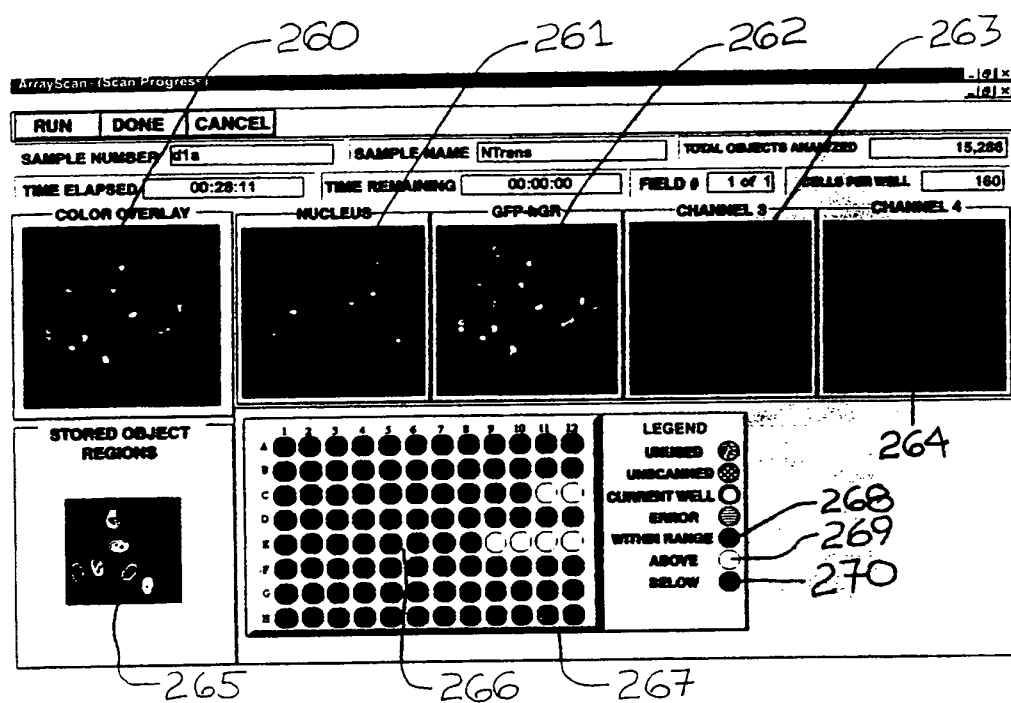 260 261 262 263
ArrayScan- (Scan Progress)
RUN DONE CANCEL
SAMPLE NUMBER d1a SAMPLE NAME NTrans TOTAL OBJECTS ANALYZED 15,286
TIME ELAPSED 00:28:11 TIME REMAINING 00:00:00 FIELD # 1 of 1 CELLS PER WELL 160
COLOR OVERLAY NUCLEUS GFP-hGR CHANNEL 3 CHANNEL 4
STORED OBJECT
REGIONS
1 2 3 4 5 6 7 8 9 10 11 12
A
B
C
D
E
F
G
H
LEGEND
UNUSED
UNSCANNED
CURRENT WELL
ERROR
WITHIN RANGE
ABOVE
BELOW
264
268
269
270
265 266 267